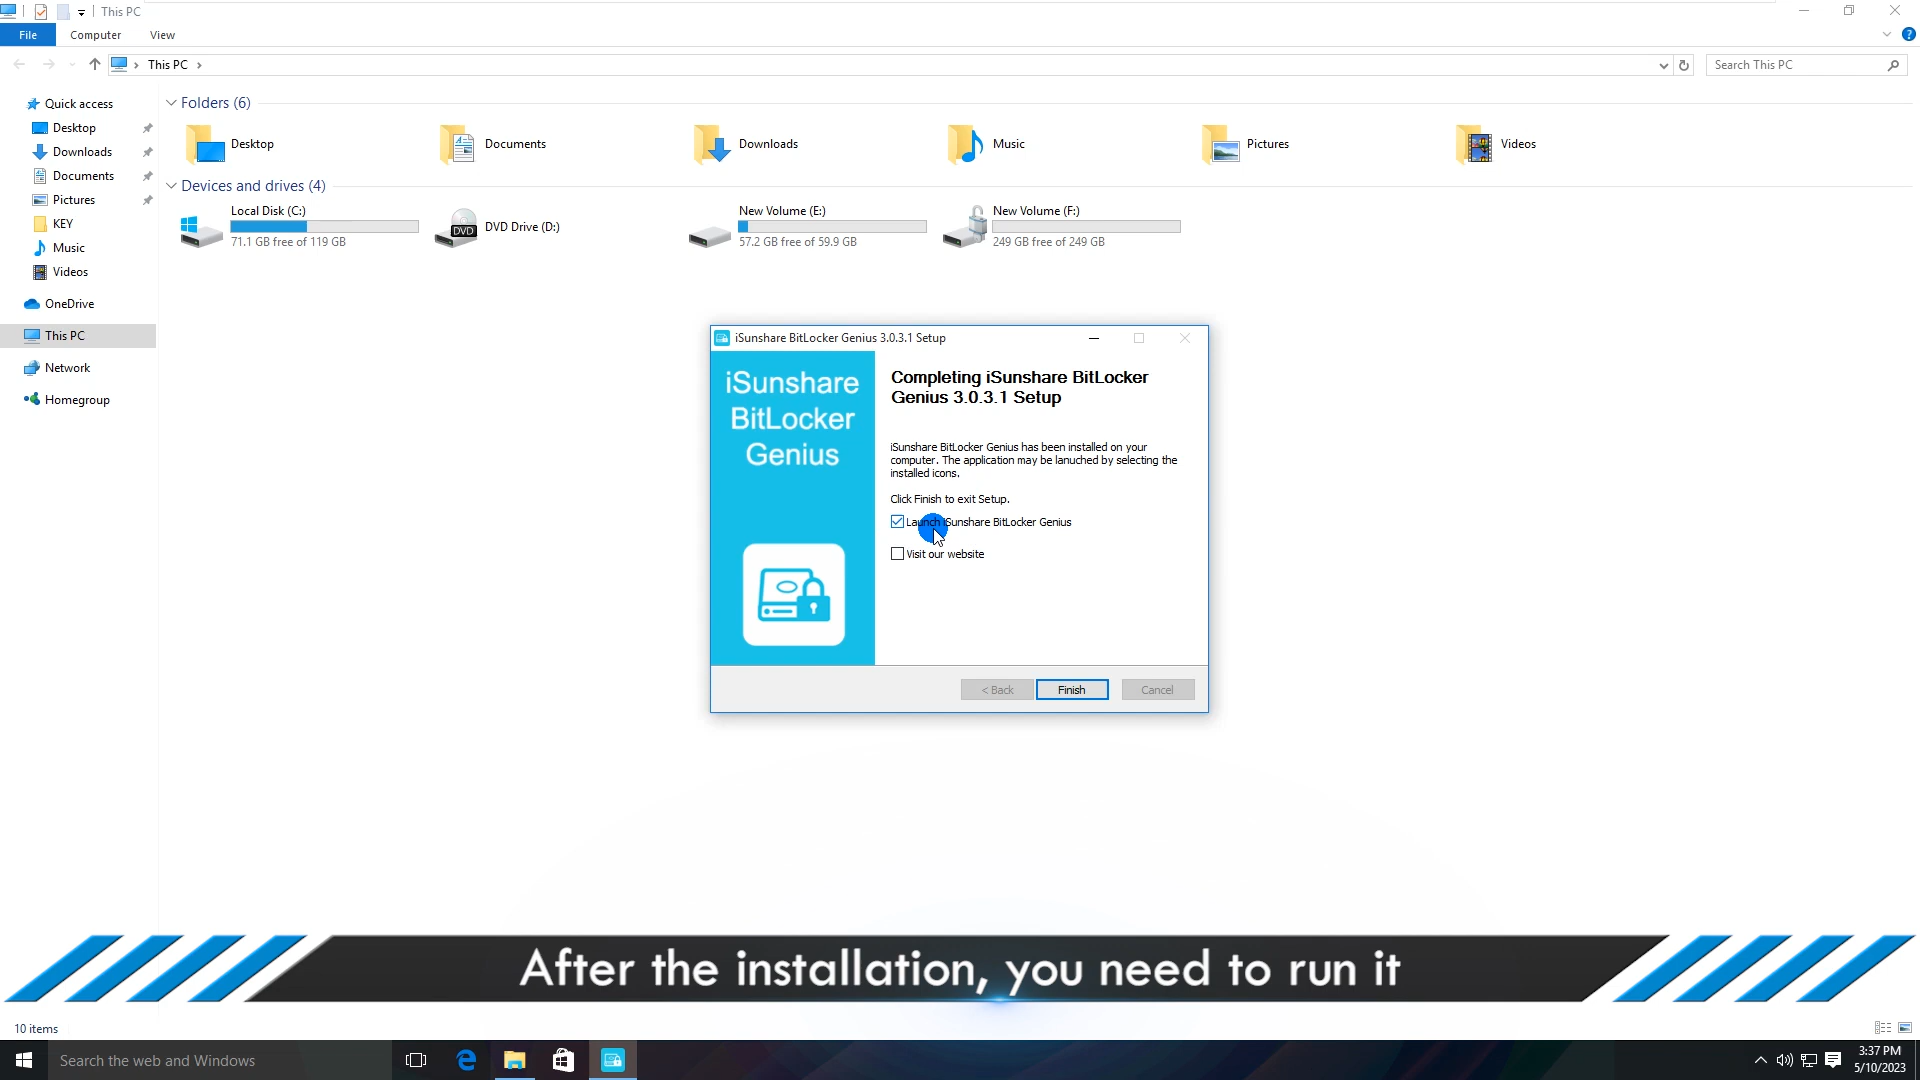 This PC
File
Computer
View
This PC
Search This PC
Quick access
Desktop
Downloads
Documents
Pictures
KEY
Music
Videos
OneDrive
This PC
Network
Homegroup
Folders (6)
Desktop
Documents
Downloads
Music
Pictures
Videos
Devices and drives (4)
Local Disk (C:)
71.1 GB free of 119 GB
DVD
DVD Drive (D:)
New Volume (E:)
57.2 GB free of 59.9 GB
New Volume (F:)
249 GB free of 249 GB
iSunshare BitLocker Genius 3.0.3.1 Setup
iSunshare
BitLocker
Genius
Completing iSunshare BitLocker
Genius 3.0.3.1 Setup
iSunshare BitLocker Genius has been installed on your
computer. The application may be lanuched by selecting the
installed icons.
Click Finish to exit Setup.
Launch iSunshare BitLocker Genius
Visit our website
< Back
Finish
Cancel
After the installation, you need to run it
10 items
Search the web and Windows
3:37 PM
5/10/2023